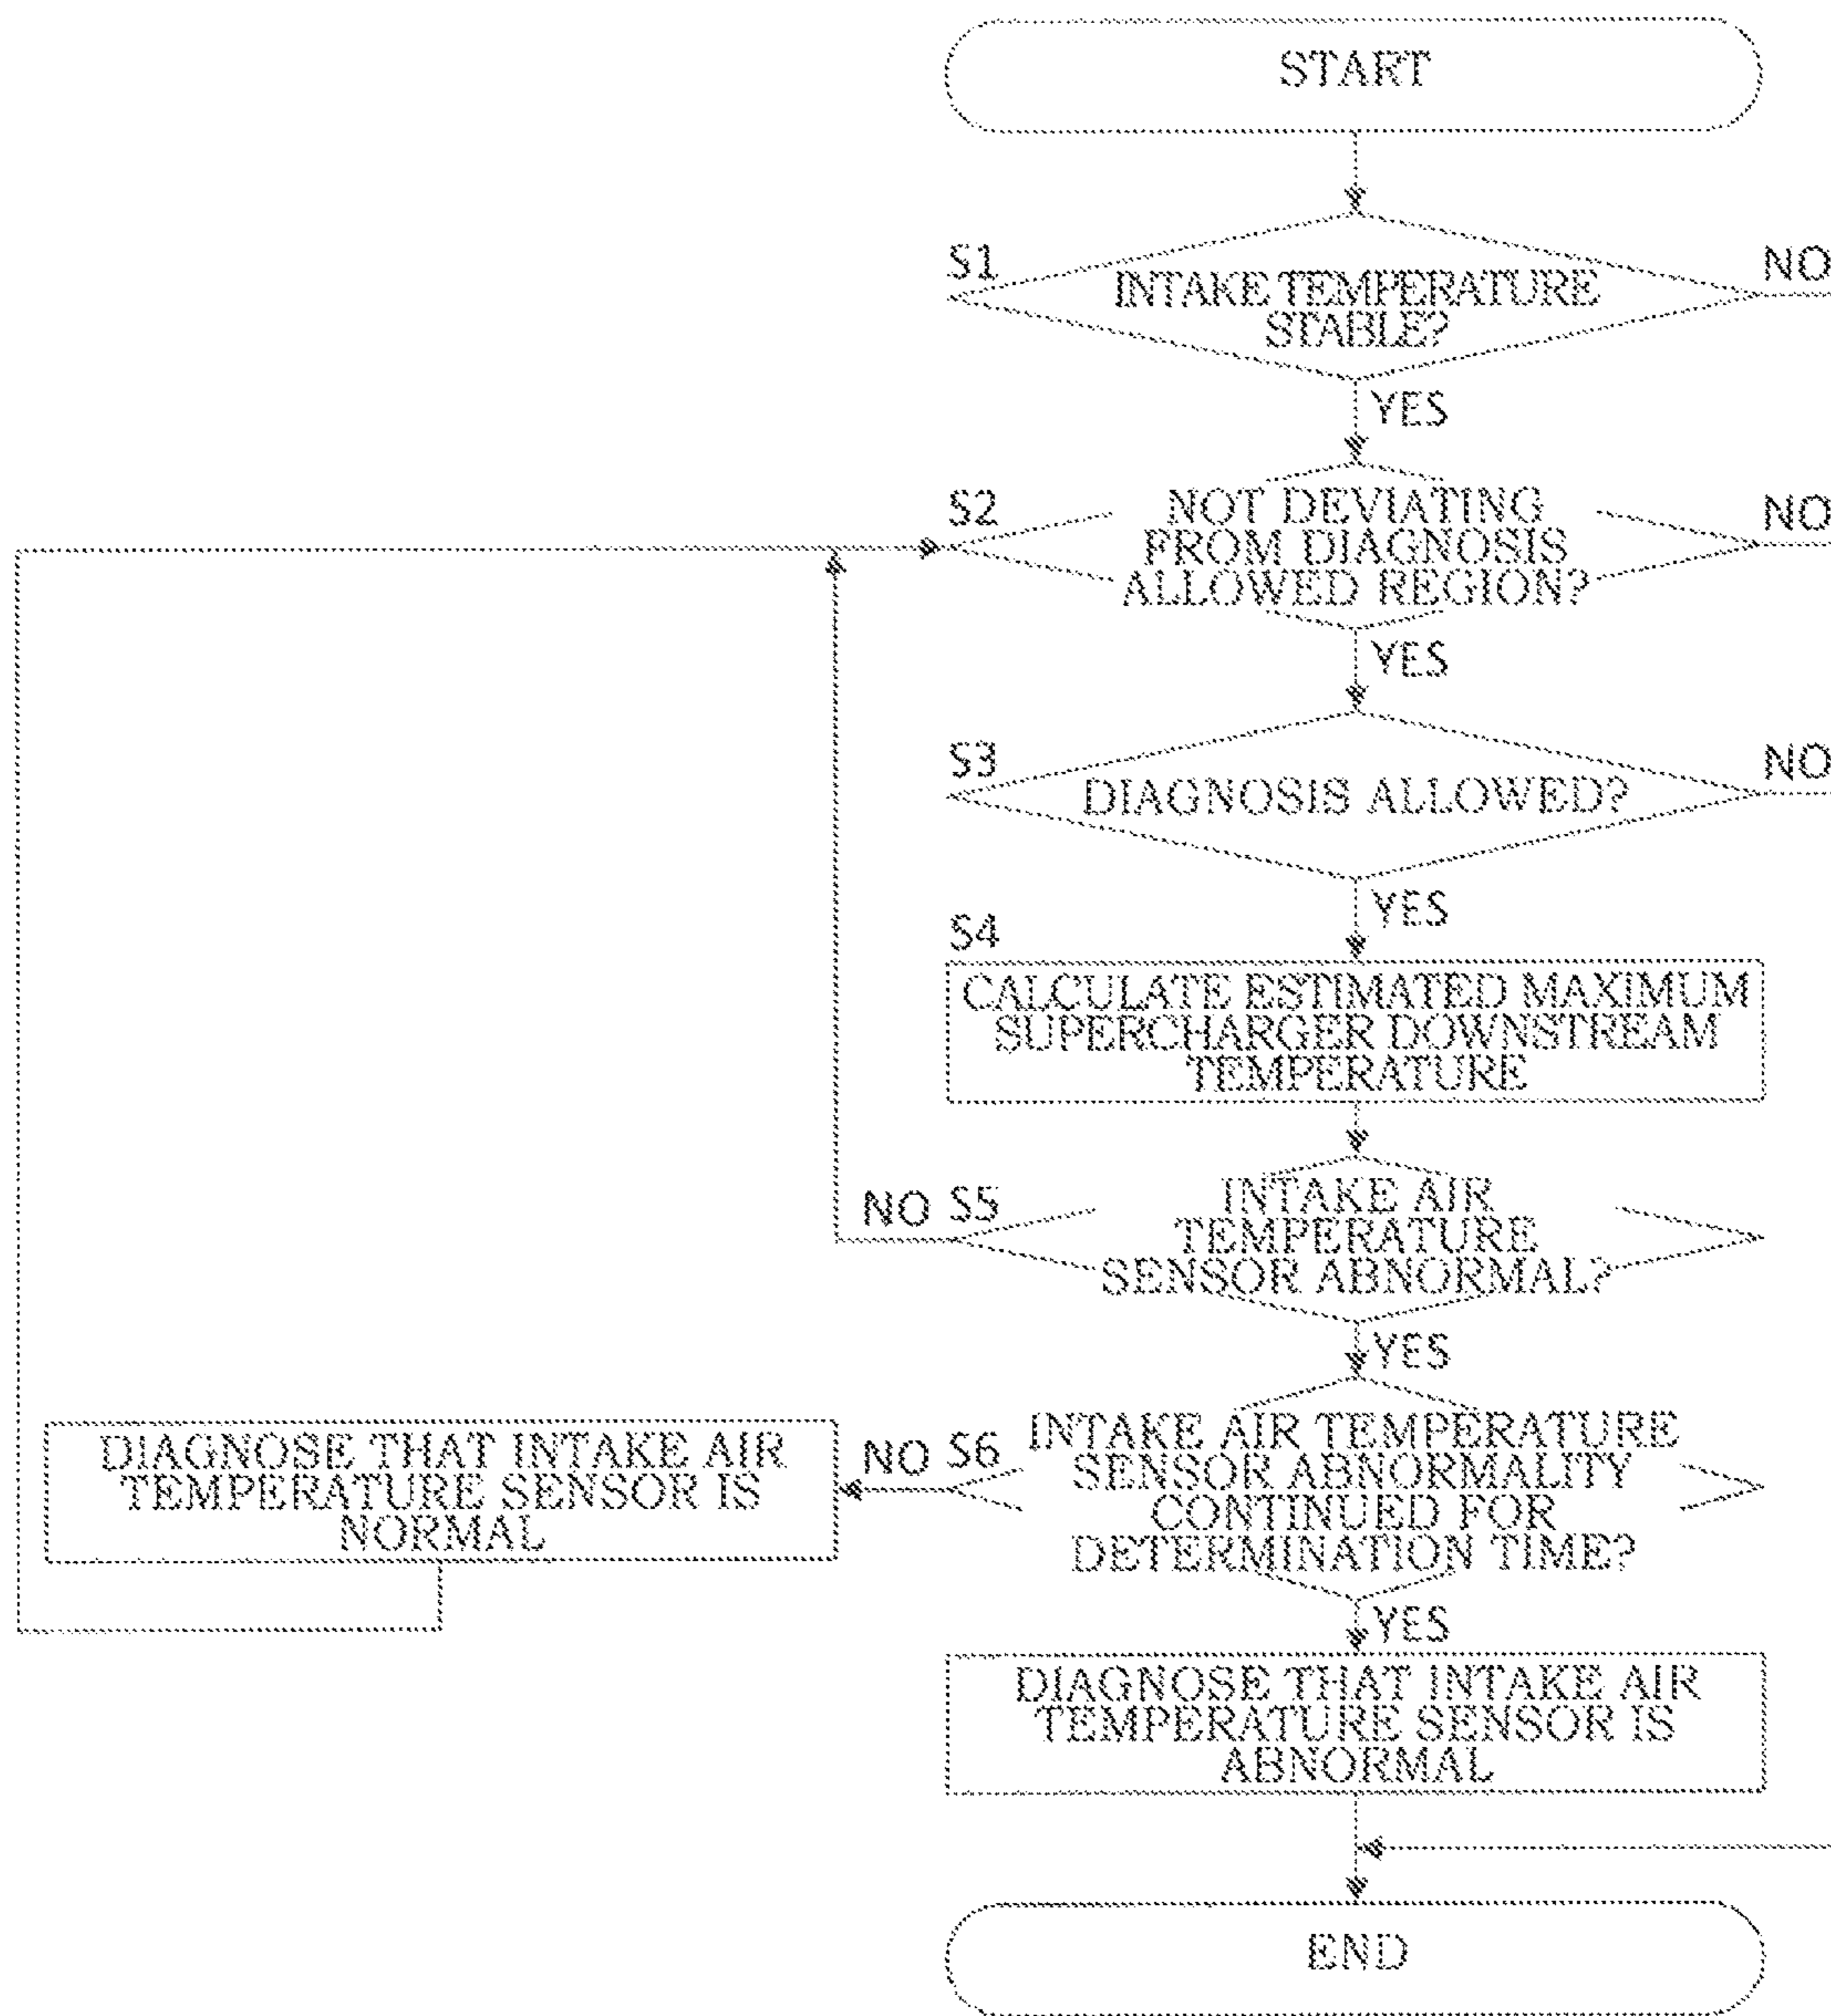 START
S1
NO
INTAKE TEMPERATURE
STABLE?
YES
S2
NO
NOT DEVIATING
FROM DIAGNOSIS
ALLOWED REGION?
YES
S3
NO
DIAGNOSIS ALLOWED?
YES
S4
CALCULATE ESTIMATED MAXIMUM
SUPERCHARGER DOWNSTREAM
TEMPERATURE
NO S5
INTAKE AIR
TEMPERATURE
SENSOR ABNORMAL?
YES
DIAGNOSE THAT INTAKE AIR
TEMPERATURE SENSOR IS
NORMAL
NO S6
INTAKE AIR TEMPERATURE
SENSOR ABNORMALITY
CONTINUED FOR
DETERMINATION TIME?
YES
DIAGNOSE THAT INTAKE AIR
TEMPERATURE SENSOR IS
ABNORMAL
END